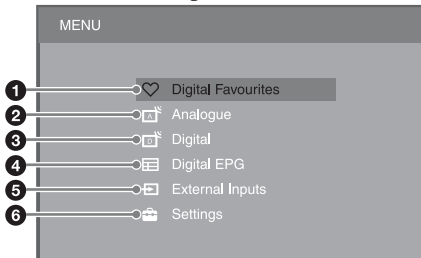 MENU
1 Digital Favourites
2 A Analogue
3 D Digital
4 Digital EPG
5 External Inputs
6 Settings